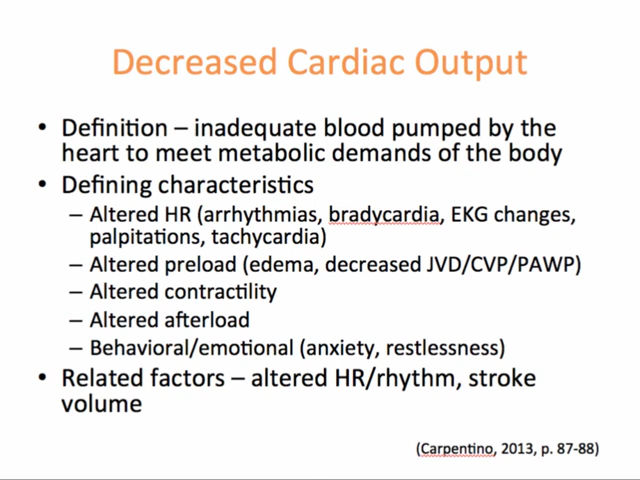 Decreased Cardiac Output
• Definition – inadequate blood pumped by the
heart to meet metabolic demands of the body
• Defining characteristics
– Altered HR (arrhythmias, bradycardia, EKG changes,
palpitations, tachycardia)
– Altered preload (edema, decreased JVD/CVP/PAWP)
– Altered contractility
– Altered afterload
– Behavioral/emotional (anxiety, restlessness)
• Related factors – altered HR/rhythm, stroke
volume
(Carpentino, 2013, p. 87-88)